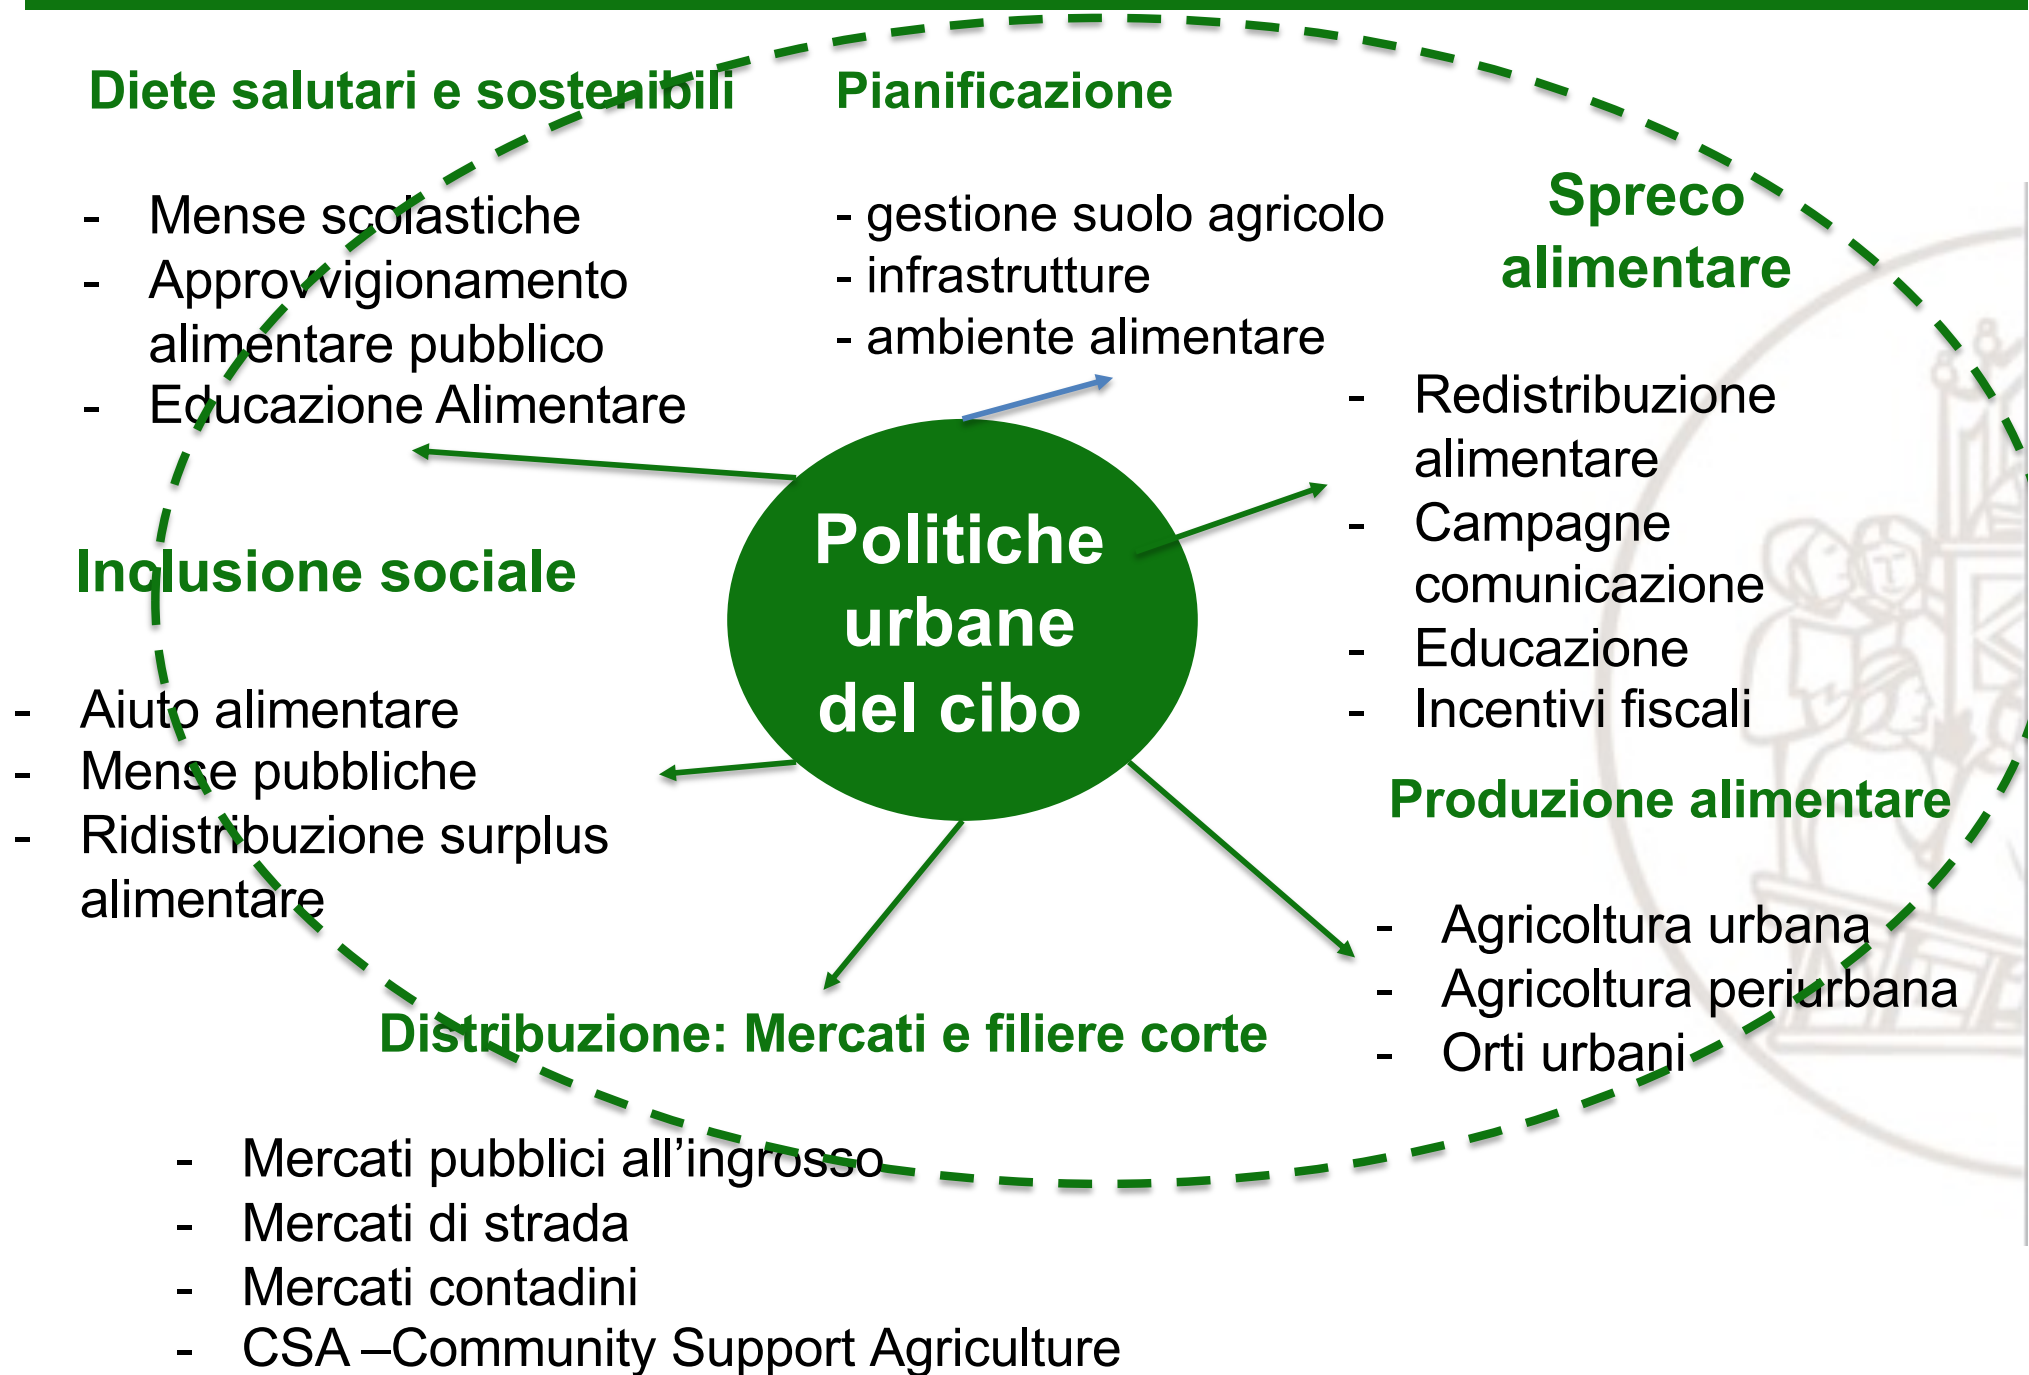 Diete salutari e sostenibili
- Mense scolastiche
- Approvvigionamento
alimentare pubblico
- Educazione Alimentare
Pianificazione
- gestione suolo agricolo
- infrastrutture
- ambiente alimentare
Spreco
alimentare
- Redistribuzione
alimentare
- Campagne
comunicazione
- Educazione
- Incentivi fiscali
Politiche
urbane
del cibo
Inclusione sociale
- Aiuto alimentare
- Mense pubbliche
- Ridistribuzione surplus
alimentare
Produzione alimentare
- Agricoltura urbana
- Agricoltura periurbana
- Orti urbani
Distribuzione: Mercati e filiere corte
- Mercati pubblici all’ingrosso
- Mercati di strada
- Mercati contadini
- CSA –Community Support Agriculture